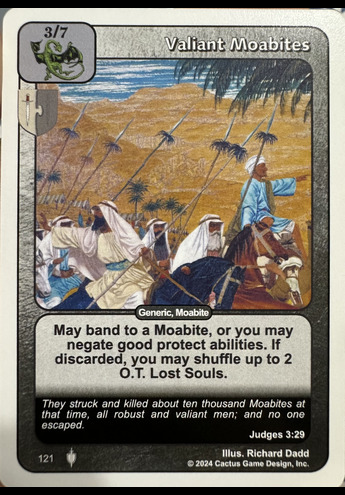 3/7
Valiant Moabites
Generic, Moabite
May band to a Moabite, or you may
negate good protect abilities. If
discarded, you may shuffle up to 2
O.T. Lost Souls.
They struck and killed about ten thousand Moabites at
that time, all robust and valiant men; and no one
escaped.
Judges 3:29
121
Illus. Richard Dadd
© 2024 Cactus Game Design, Inc.